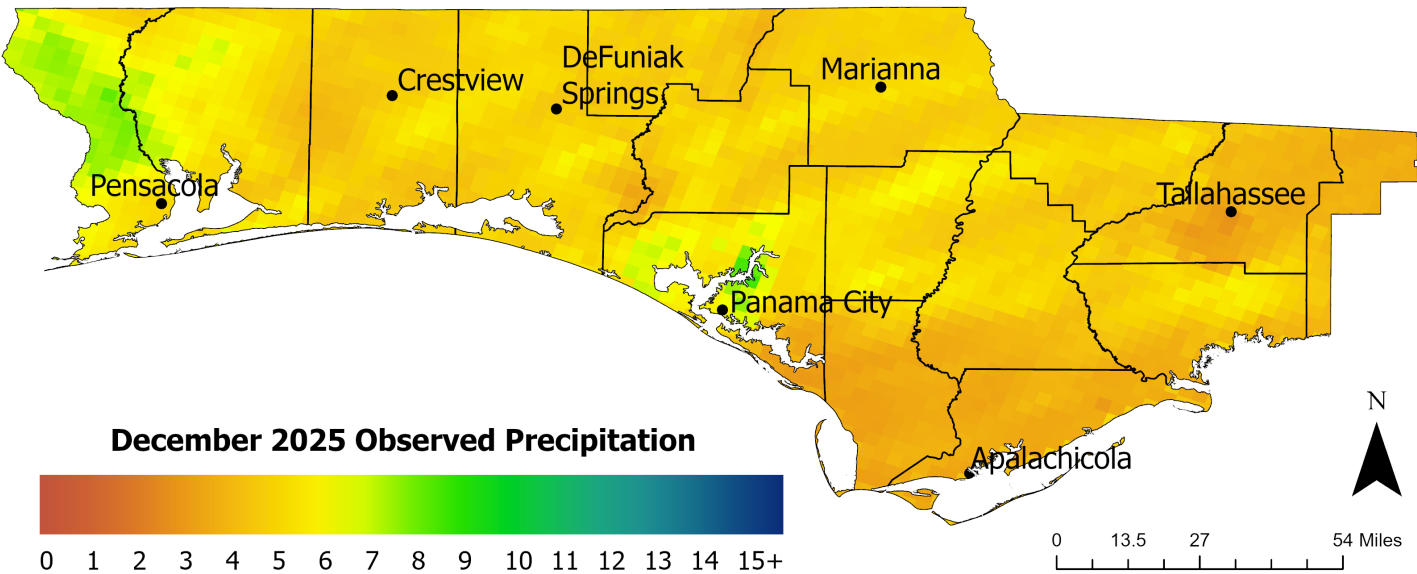 DeFuniak
Springs
Crestview
Marianna
Pensacola
Tallahassee
Panama City
Apalachicola
December 2025 Observed Precipitation
0 1 2 3 4 5 6 7 8 9 10 11 12 13 14 15+
N
0 13.5 27 54 Miles